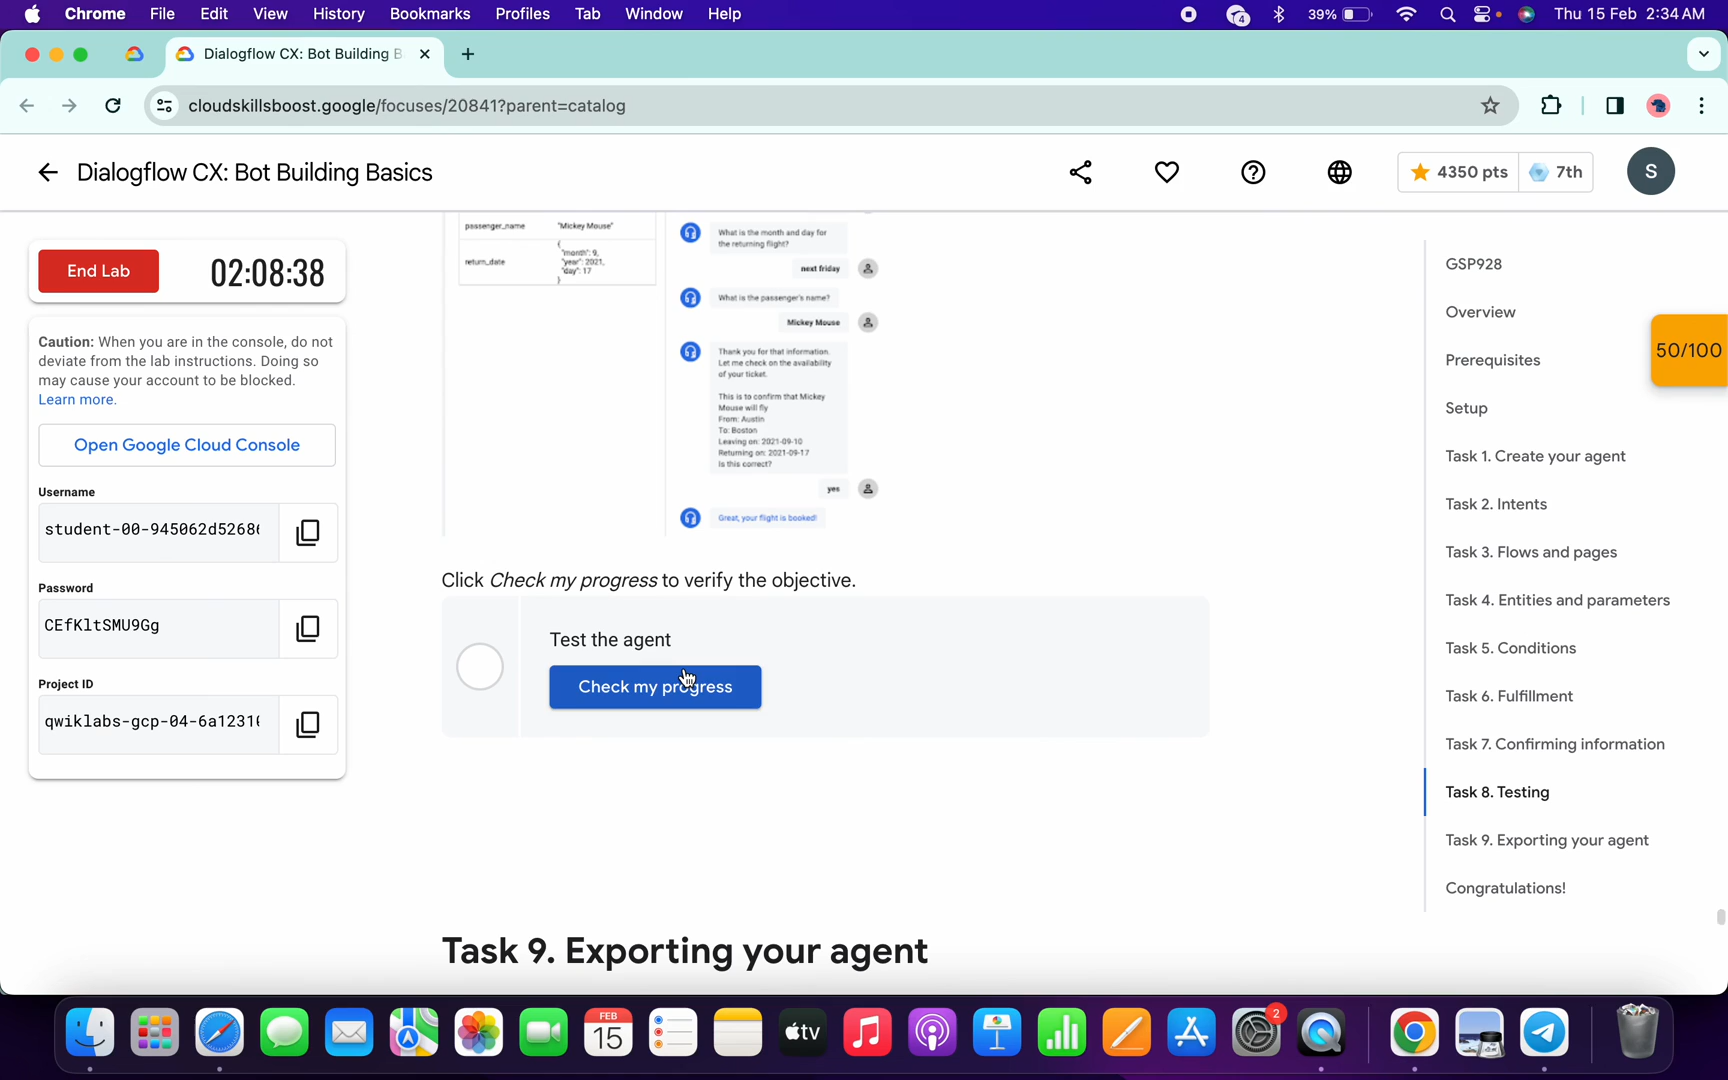 Chrome File Edit View History Bookmarks Profiles Tab Window Help 4 39% Thu 15 Feb 2:34 AM
Dialogflow CX: Bot Building B
cloudskillsboost.google/focuses/20841?parent=catalog
Dialogflow CX: Bot Building Basics
4350 pts 7th S
End Lab 02:08:38
Caution: When you are in the console, do not
deviate from the lab instructions. Doing so
may cause your account to be blocked.
Learn more.
Open Google Cloud Console
Username
student-00-945062d5268
Password
CEfKltSMU9Gg
Project ID
qwiklabs-gcp-04-6a1231
passenger_name "Mickey Mouse"
return_date {
"month": 9,
"year": 2021,
"day": 17
}
What is the month and day for
the returning flight?
next friday
What is the passenger's name?
Mickey Mouse
Thank you for that information.
Let me check on the availability
of your ticket.
This is to confirm that Mickey
Mouse will fly
From: Austin
To: Boston
Leaving on: 2021-09-10
Returning on: 2021-09-17
Is this correct?
yes
Great, your flight is booked!
Click Check my progress to verify the objective.
Test the agent
Check my progress
Task 9. Exporting your agent
GSP928
Overview
Prerequisites
Setup
Task 1. Create your agent
Task 2. Intents
Task 3. Flows and pages
Task 4. Entities and parameters
Task 5. Conditions
Task 6. Fulfillment
Task 7. Confirming information
Task 8. Testing
Task 9. Exporting your agent
Congratulations!
50/100
FEB
15
tv
2